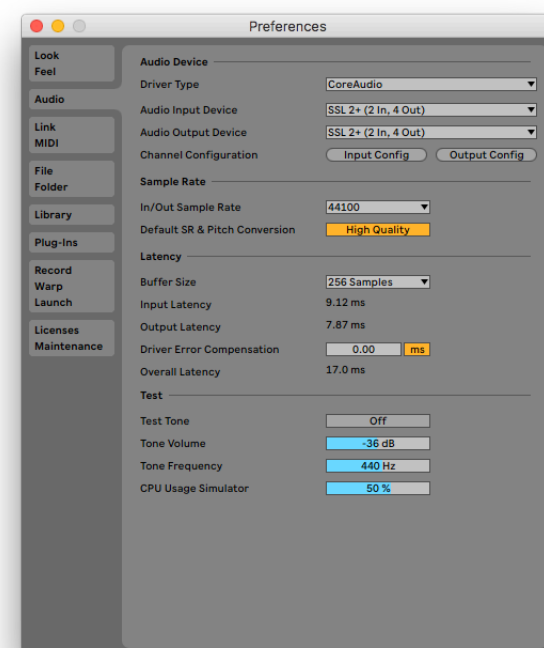 Preferences
Look
Feel
Audio
Link
MIDI
File
Folder
Library
Plug-Ins
Record
Warp
Launch
Licenses
Maintenance
Audio Device
Driver Type CoreAudio
Audio Input Device SSL 2+ (2 In, 4 Out)
Audio Output Device SSL 2+ (2 In, 4 Out)
Channel Configuration Input Config Output Config
Sample Rate
In/Out Sample Rate 44100
Default SR & Pitch Conversion High Quality
Latency
Buffer Size 256 Samples
Input Latency 9.12 ms
Output Latency 7.87 ms
Driver Error Compensation 0.00 ms
Overall Latency 17.0 ms
Test
Test Tone Off
Tone Volume -36 dB
Tone Frequency 440 Hz
CPU Usage Simulator 50 %